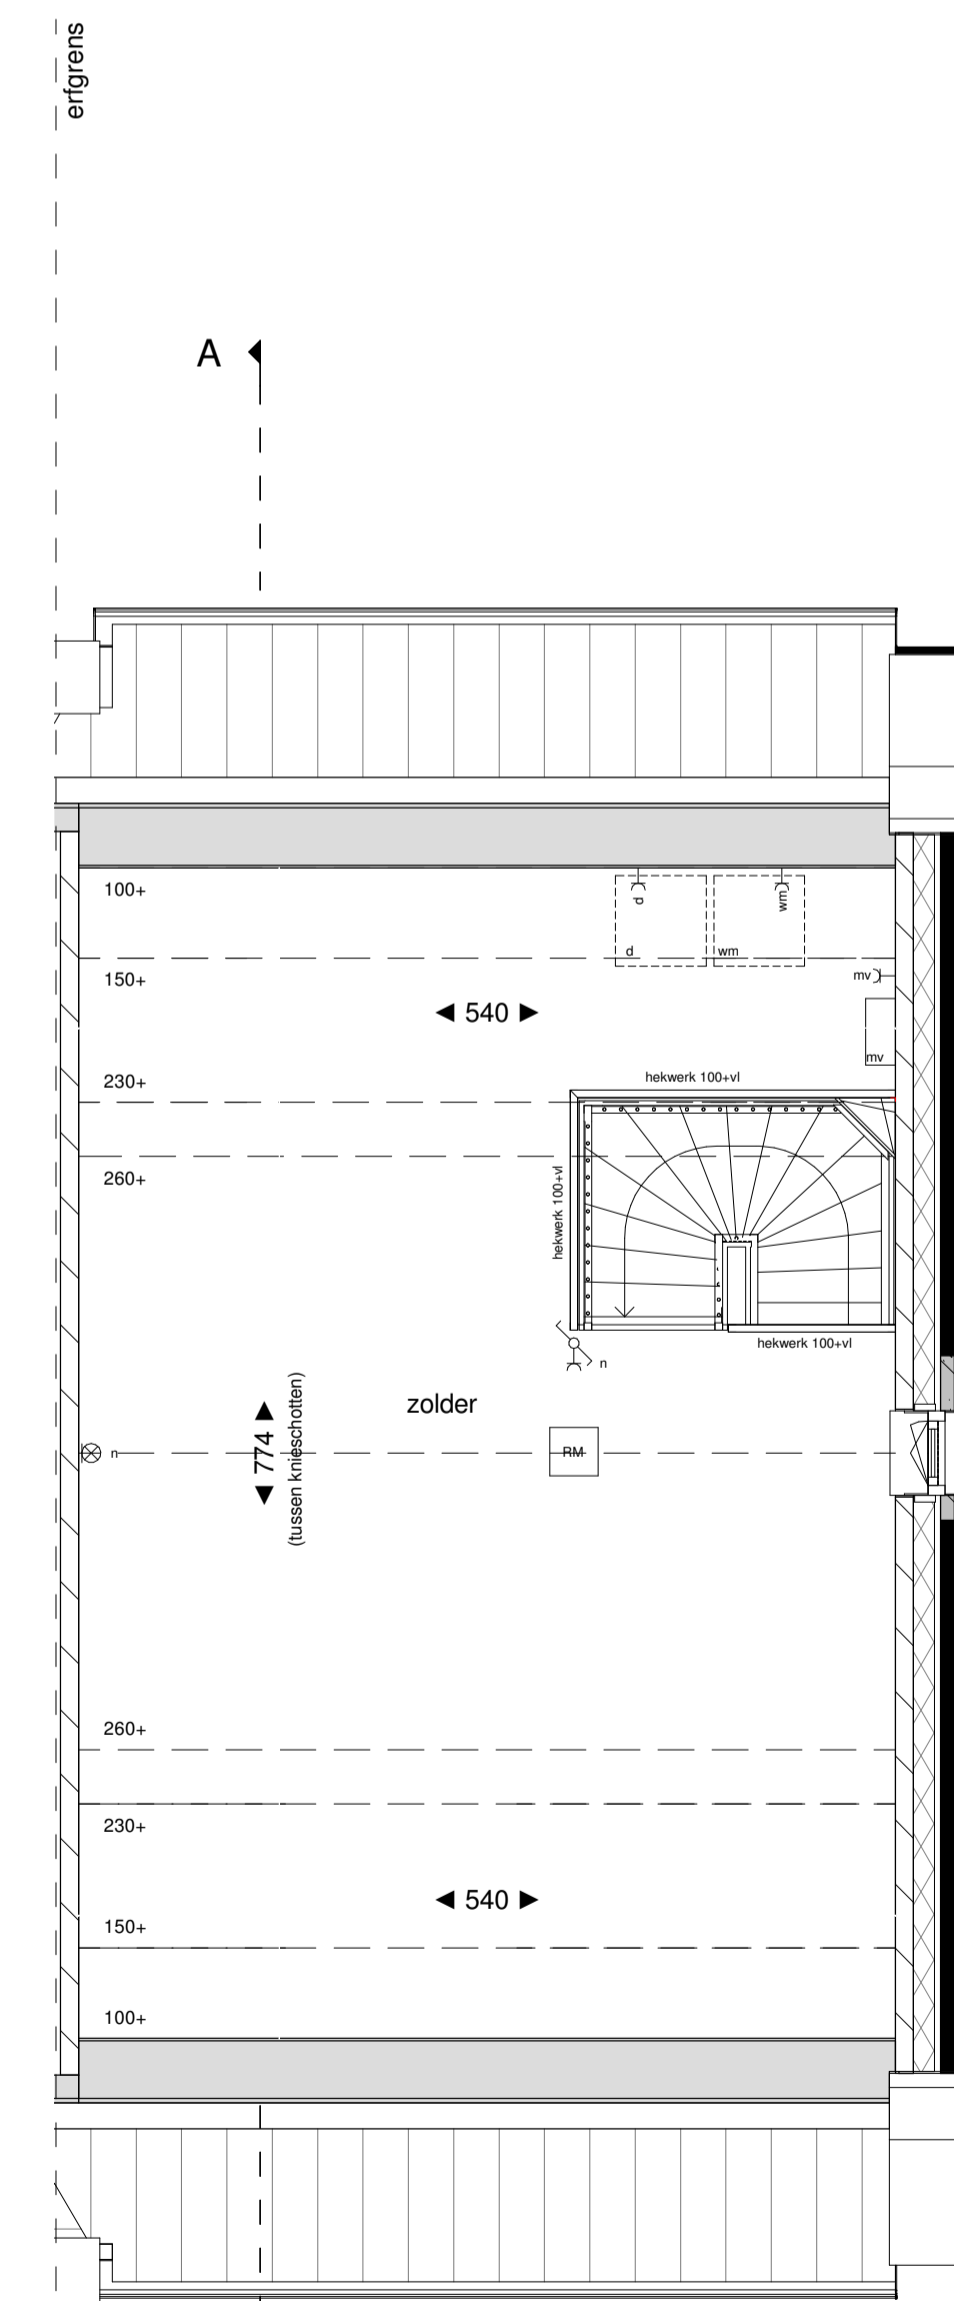 erfgrens
A
100+
d
wm
d
wm
150+
mv
540
mv
230+
hekwerk 100+vl
260+
hekwerk 100+vl
hekwerk 100+vl
n
zolder
n
774
(tussen knieschotten)
RM
260+
230+
540
150+
100+